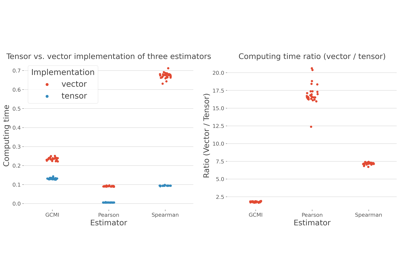 Tensor vs. vector implementation of three estimators
Implementation
vector
tensor
Computing time
0.7
0.6
0.5
0.4
0.3
0.2
0.1
0.0
GCMI
Pearson
Spearman
Estimator
Computing time ratio (vector / tensor)
Ratio (Vector / Tensor)
20.0
17.5
15.0
12.5
10.0
7.5
5.0
2.5
GCMI
Pearson
Spearman
Estimator